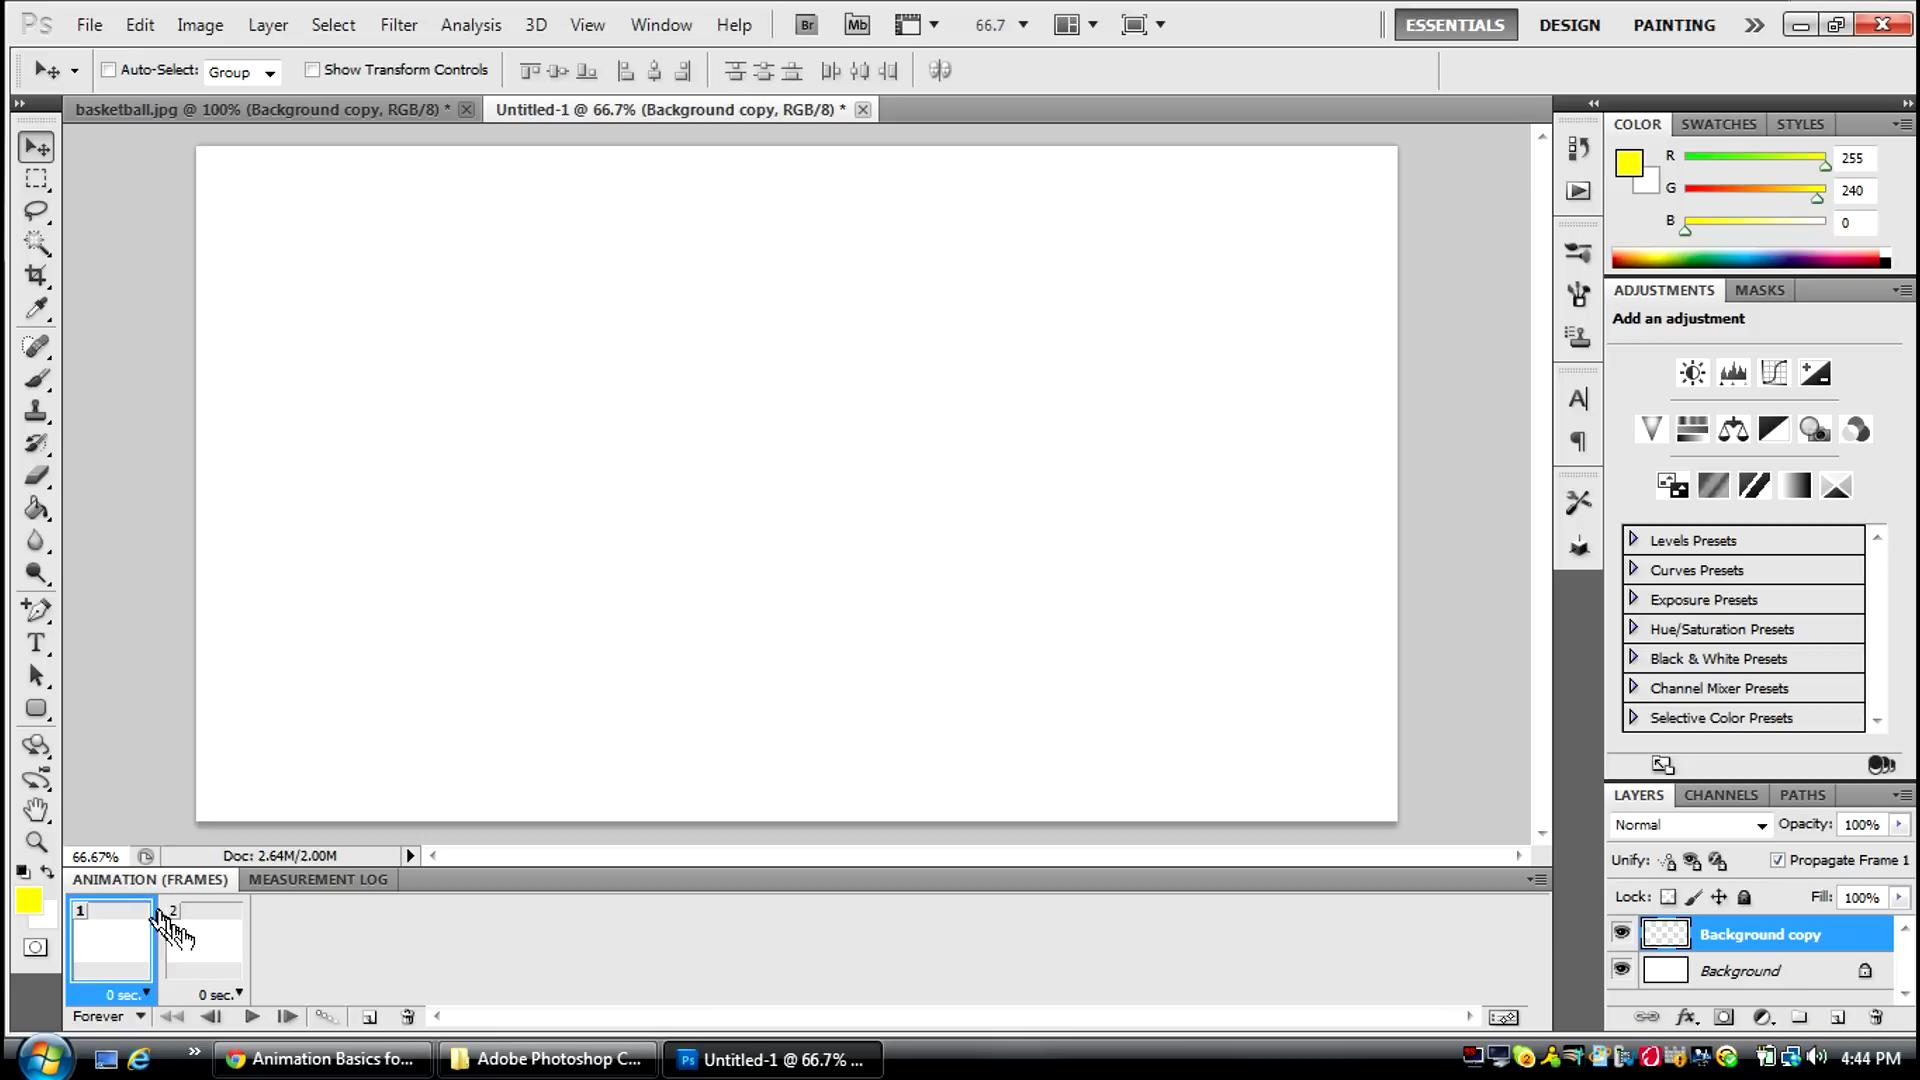 Ps File Edit Image Layer Select Filter Analysis 3D View Window Help Br Mb 66.7 ESSENTIALS DESIGN PAINTING
Auto-Select: Group Show Transform Controls
basketball.jpg @ 100% (Background copy, RGB/8) * Untitled-1 @ 66.7% (Background copy, RGB/8) *
COLOR SWATCHES STYLES
R 255
G 240
B 0
ADJUSTMENTS MASKS
Add an adjustment
Levels Presets
Curves Presets
Exposure Presets
Hue/Saturation Presets
Black & White Presets
Channel Mixer Presets
Selective Color Presets
LAYERS CHANNELS PATHS
Normal Opacity: 100%
Unify: Propagate Frame 1
Lock: Fill: 100%
Background copy
Background
66.67% Doc: 2.64M/2.00M
ANIMATION (FRAMES) MEASUREMENT LOG
1 2
0 sec. 0 sec.
Forever
Animation Basics fo... Adobe Photoshop C... Ps Untitled-1 @ 66.7% ... 4:44 PM